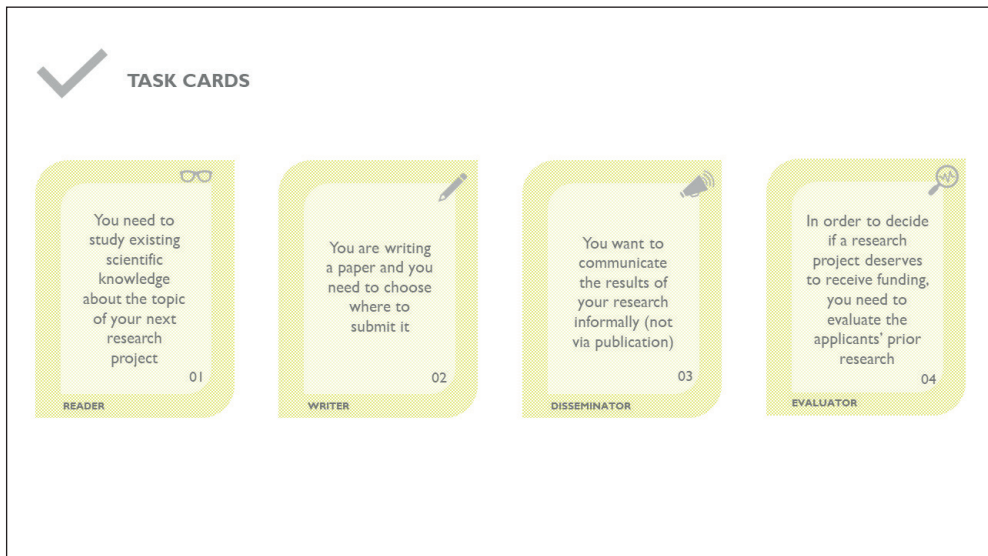 TASK CARDS
You need to
study existing
scientific
knowledge
about the topic
of your next
research
project
01
READER
You are writing
a paper and you
need to choose
where to
submit it
02
WRITER
You want to
communicate
the results of
your research
informally (not
via publication)
03
DISSEMINATOR
In order to decide
if a research
project deserves
to receive funding,
you need to
evaluate the
applicants' prior
research
04
EVALUATOR